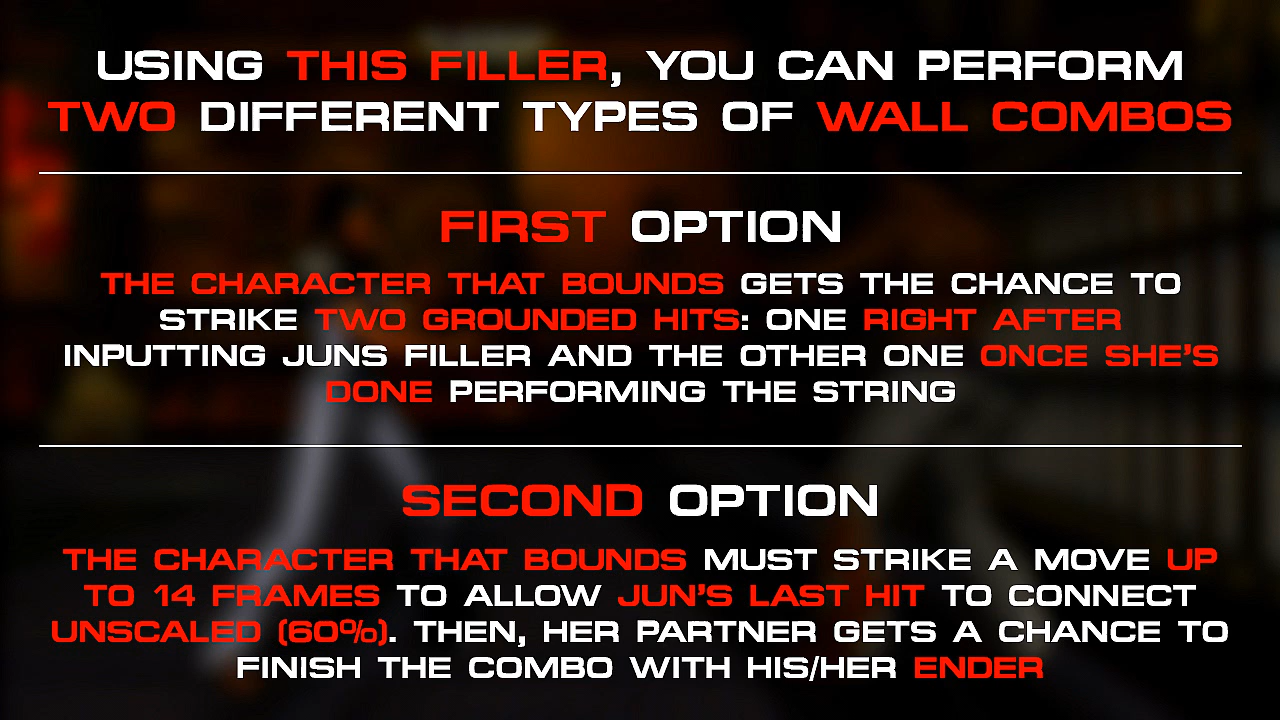 USING THIS FILLER, YOU CAN PERFORM
TWO DIFFERENT TYPES OF WALL COMBOS
FIRST OPTION
THE CHARACTER THAT BOUNDS GETS THE CHANCE TO
STRIKE TWO GROUNDED HITS: ONE RIGHT AFTER
INPUTTING JUNS FILLER AND THE OTHER ONE ONCE SHE'S
DONE PERFORMING THE STRING
SECOND OPTION
THE CHARACTER THAT BOUNDS MUST STRIKE A MOVE UP
TO 14 FRAMES TO ALLOW JUN'S LAST HIT TO CONNECT
UNSCALED (60%). THEN, HER PARTNER GETS A CHANCE TO
FINISH THE COMBO WITH HIS/HER ENDER